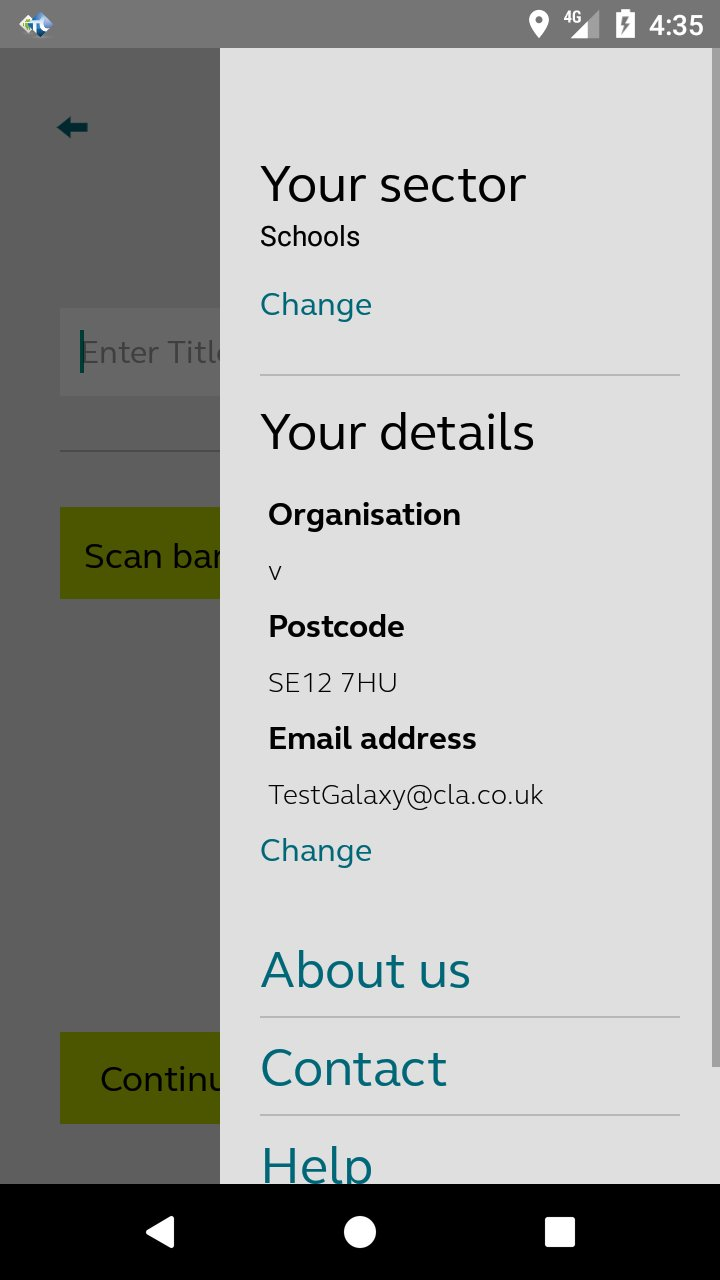 4G 4:35
Your sector
Schools
Change
Enter Title
Your details
Organisation
v
Scan bar
Postcode
SE12 7HU
Email address
TestGalaxy@cla.co.uk
Change
About us
Contact
Continu
Help